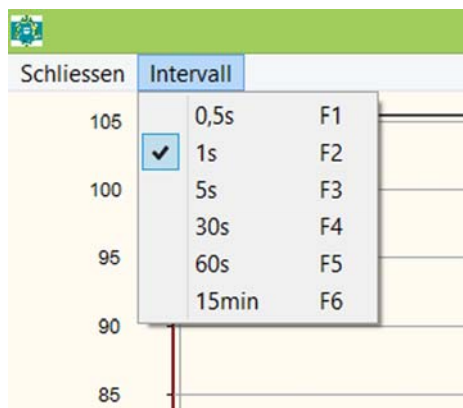 Schliessen Intervall
105
0,5s F1
1s F2
100
5s F3
30s F4
95
60s F5
15min F6
90
85